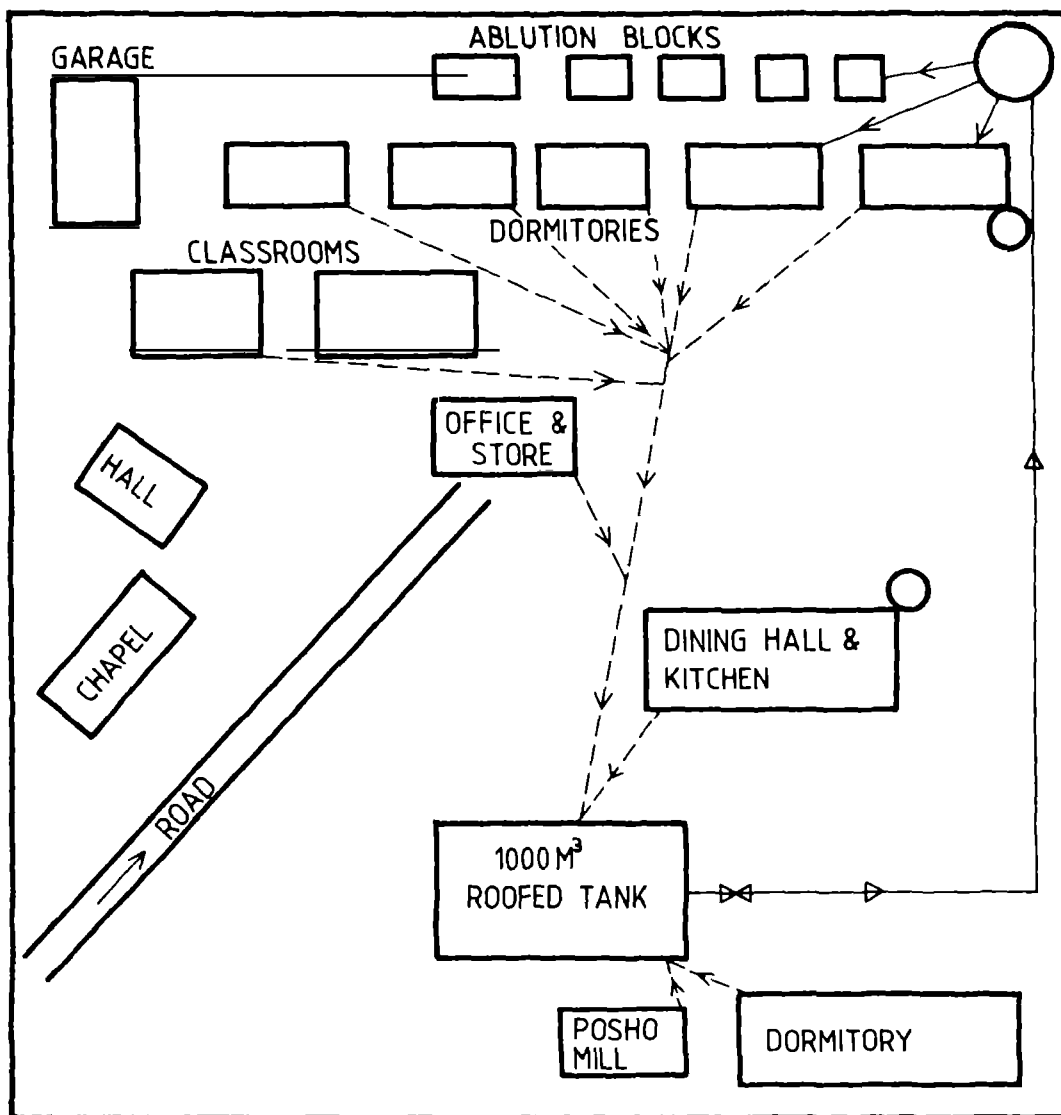 ABLUTION BLOCKS
GARAGE
DORMITORIES
CLASSROOMS
OFFICE &
STORE
HALL
DINING HALL &
KITCHEN
CHAPEL
ROAD
1000 M³
ROOFED TANK
POSHO
MILL
DORMITORY